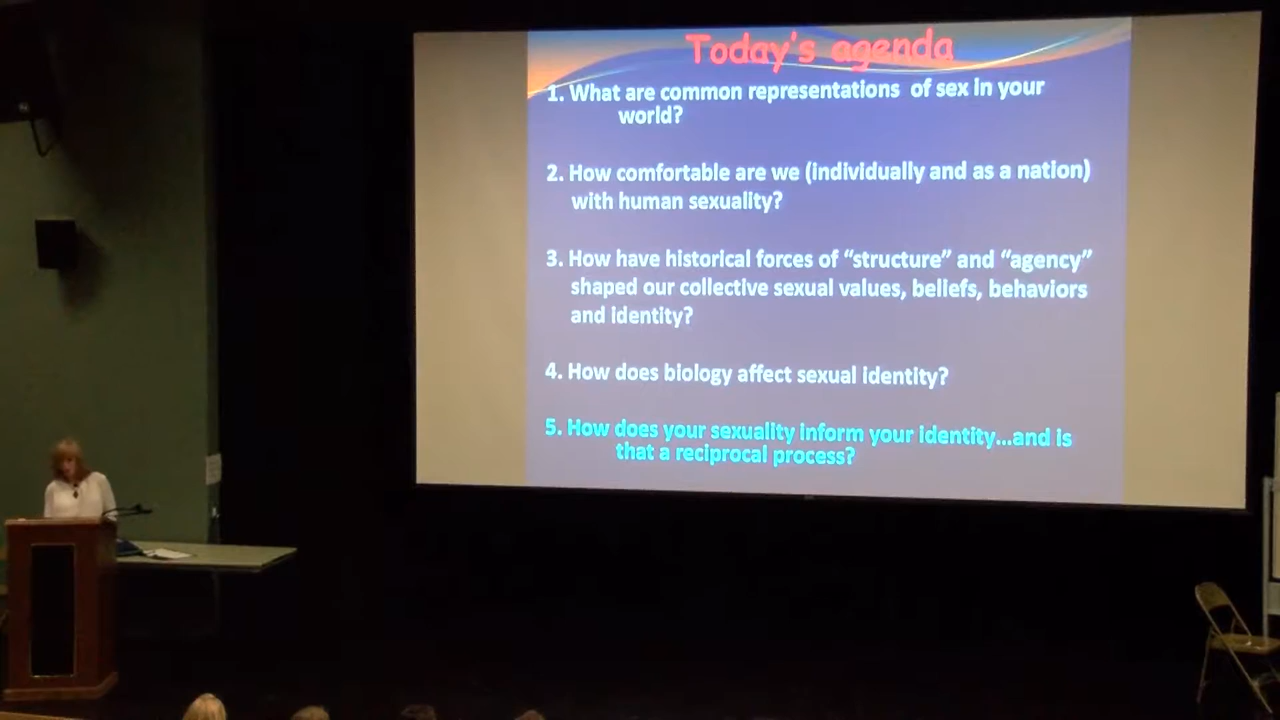 Today's agenda
1. What are common representations of sex in your
world?
2. How comfortable are we (individually and as a nation)
with human sexuality?
3. How have historical forces of “structure” and “agency”
shaped our collective sexual values, beliefs, behaviors
and identity?
4. How does biology affect sexual identity?
5. How does your sexuality inform your identity...and is
that a reciprocal process?